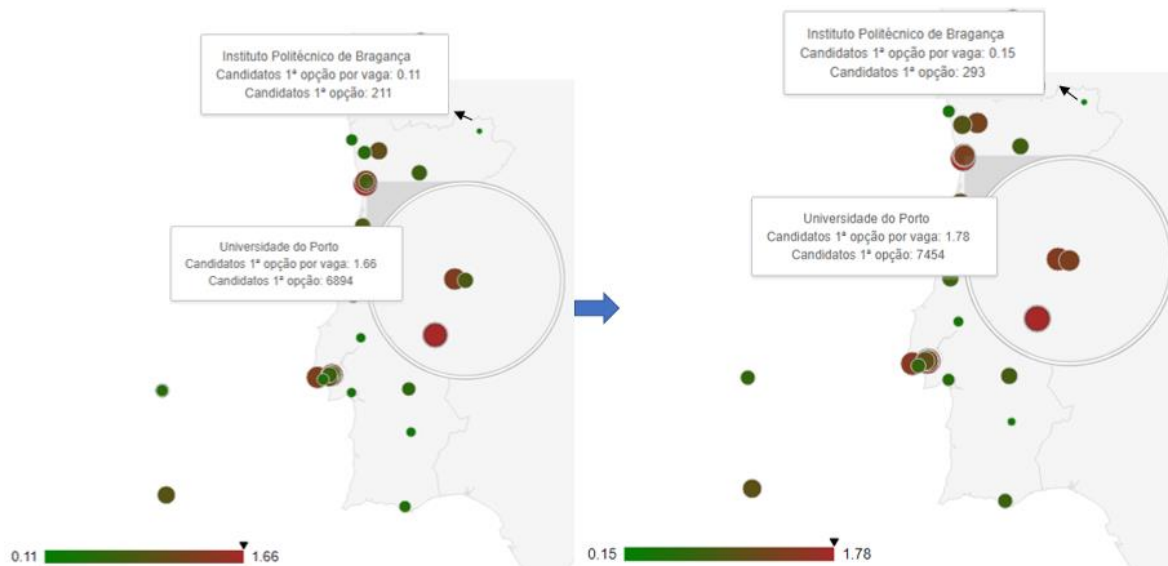 Instituto Politécnico de Bragança
Candidatos 1ª opção por vaga: 0.11
Candidatos 1ª opção: 211
Universidade do Porto
Candidatos 1ª opção por vaga: 1.66
Candidatos 1ª opção: 6894
0.11
1.66
Instituto Politécnico de Bragança
Candidatos 1ª opção por vaga: 0.15
Candidatos 1ª opção: 293
Universidade do Porto
Candidatos 1ª opção por vaga: 1.78
Candidatos 1ª opção: 7454
0.15
1.78